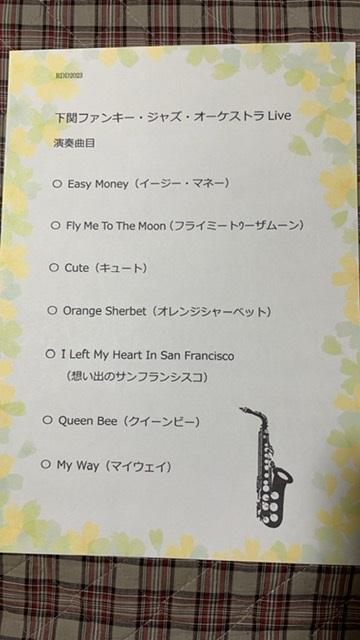 RDD2023
下関ファンキー・ジャズ・オーケストラ Live
演奏曲目
○ Easy Money（イージー・マネー）
○ Fly Me To The Moon（フライミートゥーザムーン）
○ Cute（キュート）
○ Orange Sherbet（オレンジシャーベット）
○ I Left My Heart In San Francisco
（想い出のサンフランシスコ）
○ Queen Bee（クイーンビー）
○ My Way（マイウェイ）